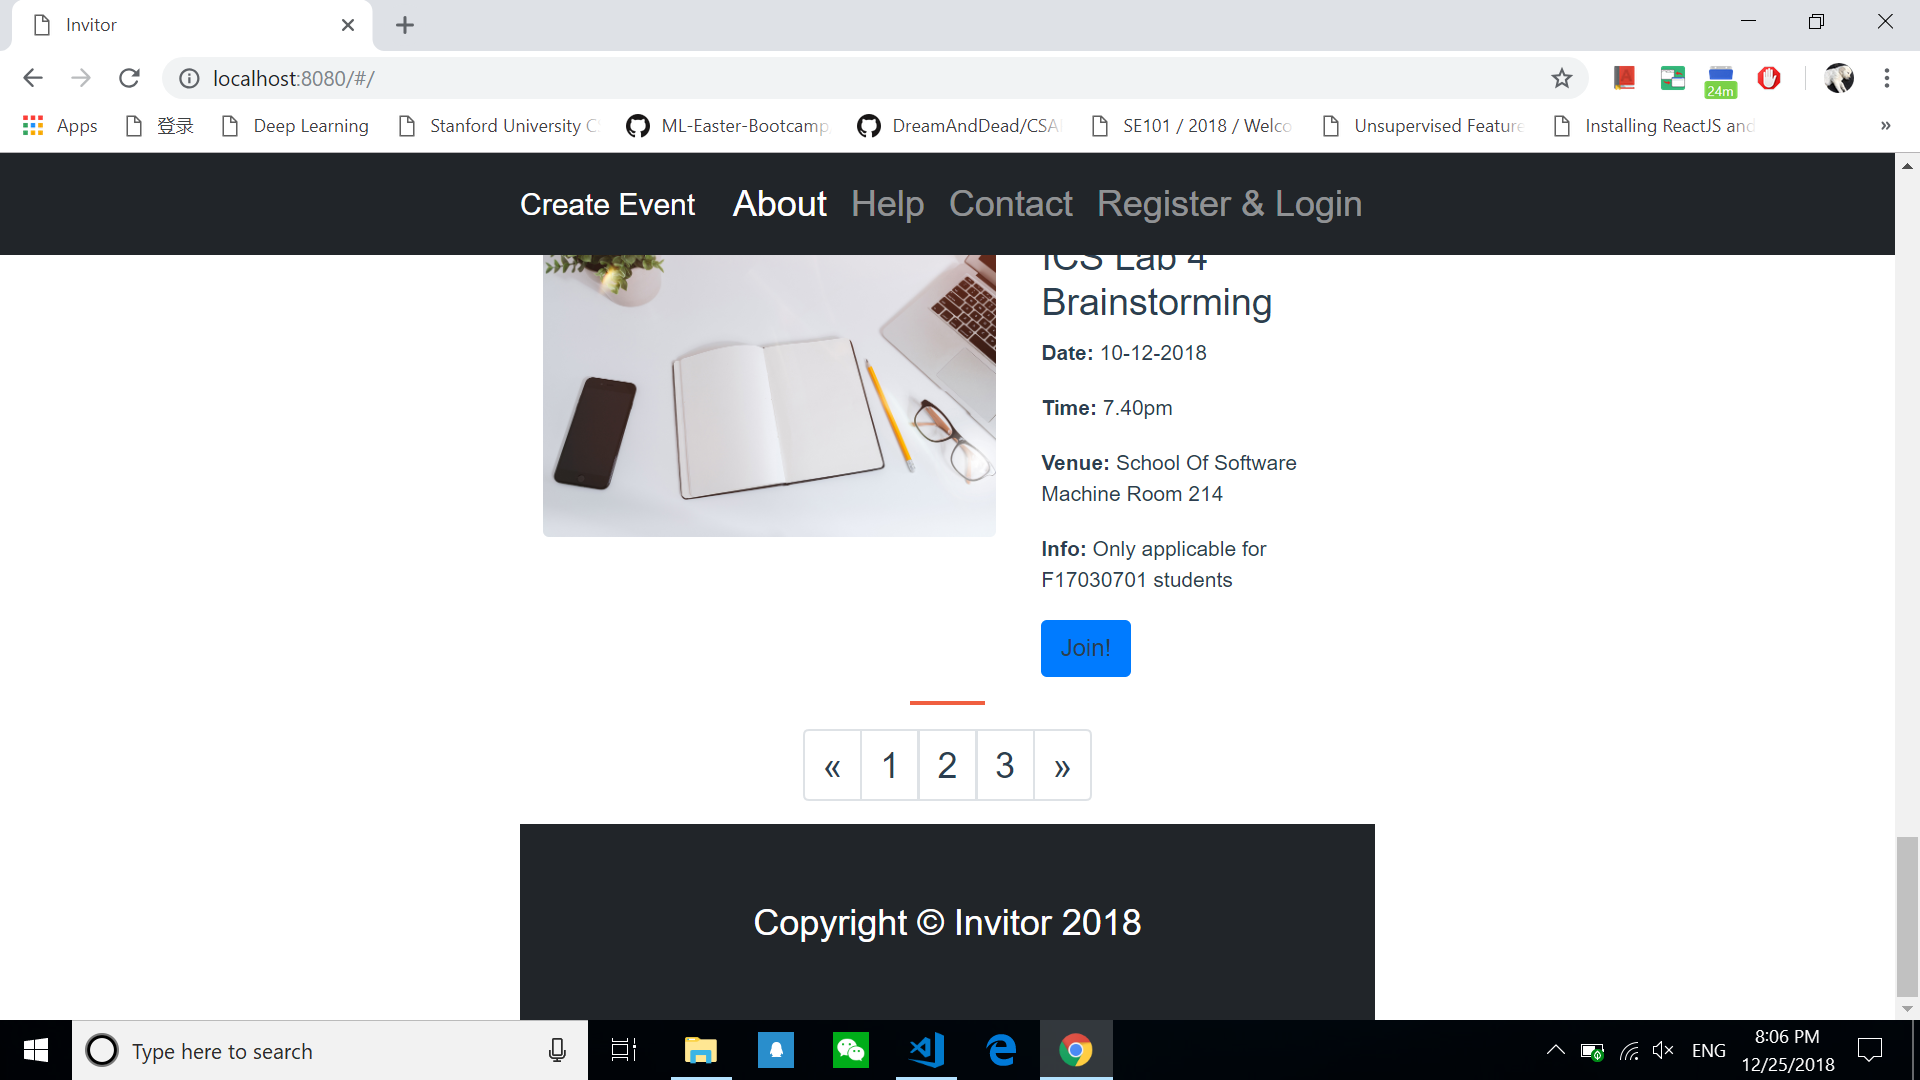 Invitor
localhost:8080/#/
24m
Apps
登录
Deep Learning
Stanford University C
ML-Easter-Bootcamp
DreamAndDead/CSA
SE101 / 2018 / Welco
Unsupervised Feature
Installing ReactJS and
»
Create Event
About
Help
Contact
Register & Login
ICS Lab 4
Brainstorming
Date: 10-12-2018
Time: 7.40pm
Venue: School Of Software
Machine Room 214
Info: Only applicable for
F17030701 students
Join!
« 1 2 3 »
Copyright © Invitor 2018
Type here to search
ENG
8:06 PM
12/25/2018